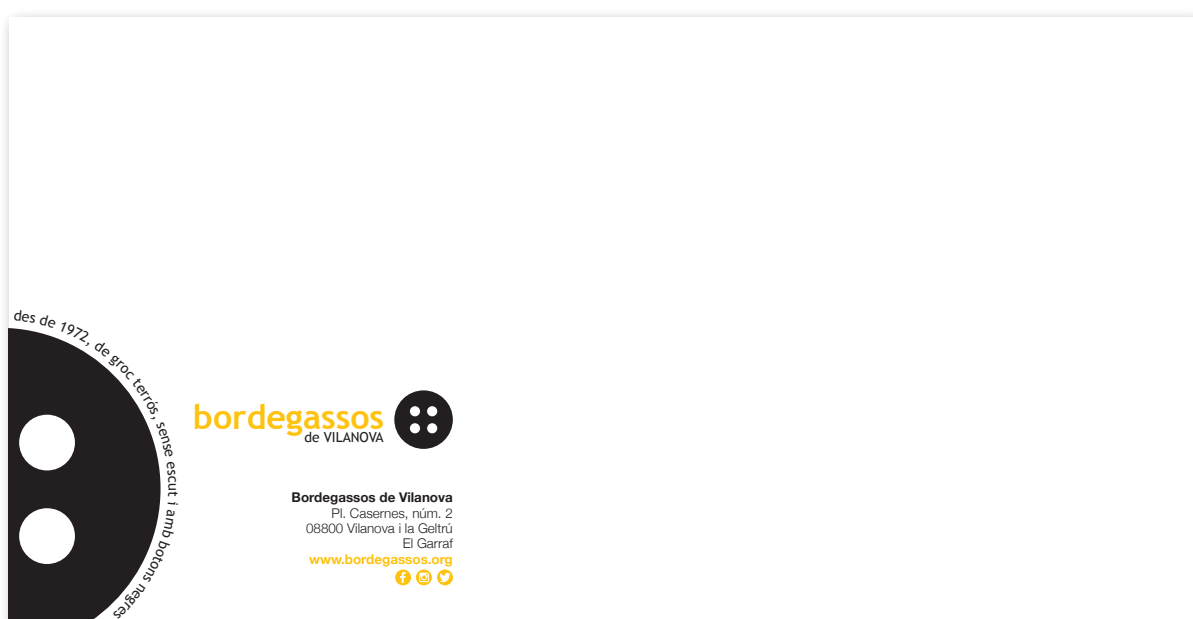 des de 1972, de groc terrós, sense escut i amb botons negres
bordegassos
de VILANOVA
Bordegassos de Vilanova
Pl. Casernes, núm. 2
08800 Vilanova i la Geltrú
El Garraf
www.bordegassos.org